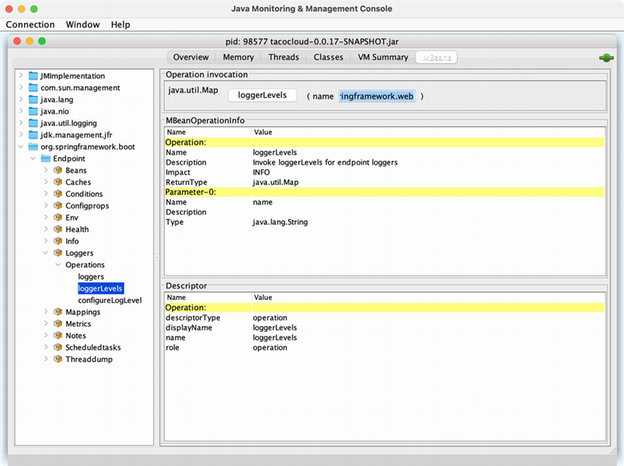 Java Monitoring & Management Console
Connection Window Help
pid: 98577 tacocloud-0.0.17-SNAPSHOT.jar
Overview Memory Threads Classes VM Summary MBeans
JMImplementation
com.sun.management
java.lang
java.nio
java.util.logging
jdk.management.jfr
org.springframework.boot
Endpoint
Beans
Caches
Conditions
Configprops
Env
Health
Info
Loggers
Operations
loggers
loggerLevels
configureLogLevel
Mappings
Metrics
Notes
Scheduledtasks
Threaddump
Operation invocation
java.util.Map loggerLevels ( name ringframework.web )
MBeanOperationInfo
Name Value
Operation:
Name loggerLevels
Description Invoke loggerLevels for endpoint loggers
Impact INFO
ReturnType java.util.Map
Parameter-0:
Name name
Description
Type java.lang.String
Descriptor
Name Value
Operation:
descriptorType operation
displayName loggerLevels
name loggerLevels
role operation